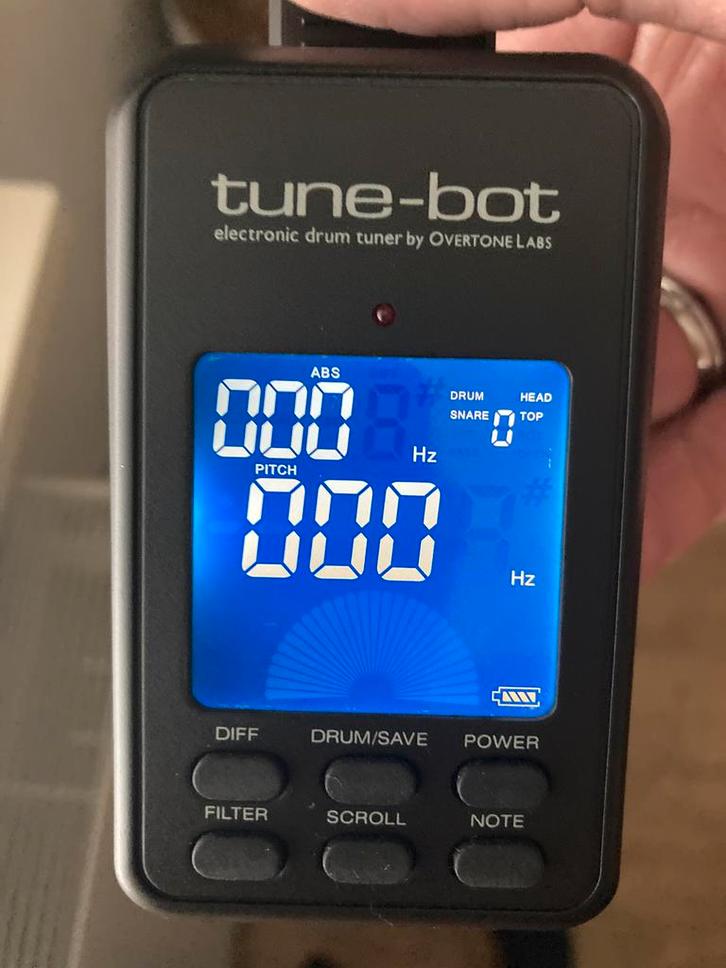 tune-bot
electronic drum tuner by OVERTONE LABS
ABS
000 Hz
DRUM HEAD
SNARE 0 TOP
PITCH
000 Hz
DIFF DRUM/SAVE POWER
FILTER SCROLL NOTE